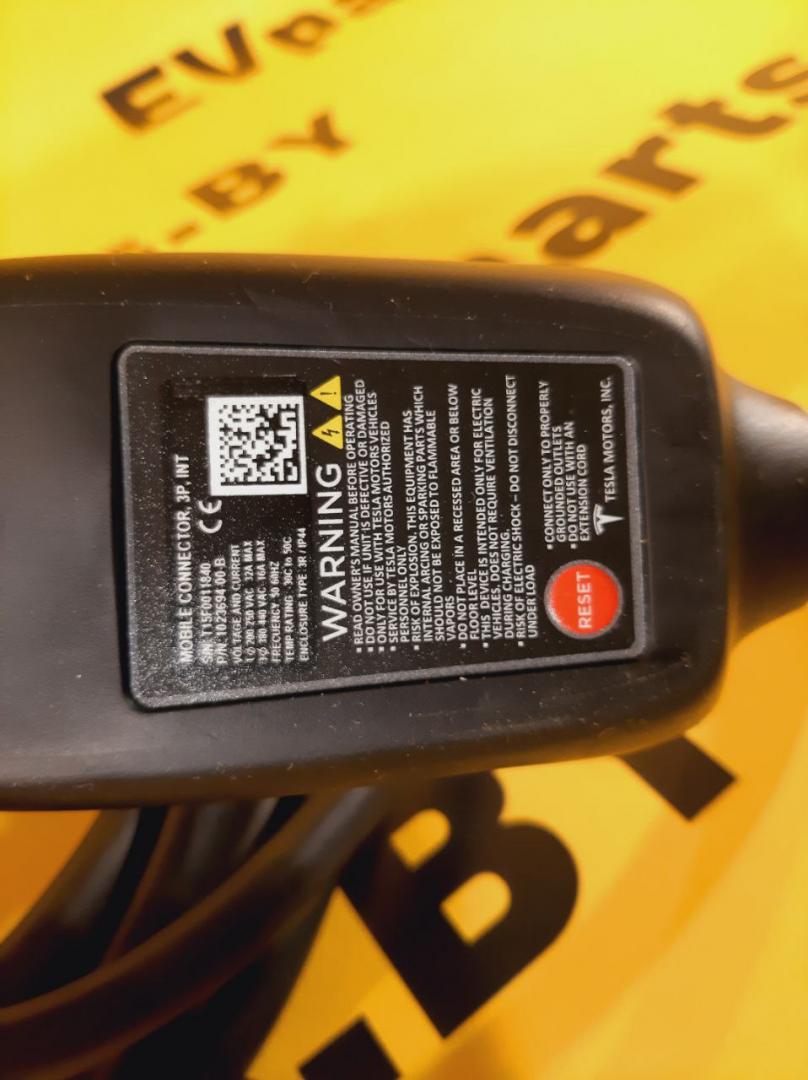 MOBILE CONNECTOR, 3P, INT
S/N: T15F0011840
P/N: 1023694-00-B
VOLTAGE AND CURRENT
1∅ 200-250 VAC 32A MAX
3∅ 380-440 VAC 16A MAX
FRECUENCY 50-60HZ
TEMP RATING -30C to 50C
ENCLOSURE TYPE 3R / IP44
CE
WARNING
• READ OWNER'S MANUAL BEFORE OPERATING
• DO NOT USE IF UNIT IS DEFECTIVE OR DAMAGED
• ONLY FOR USE WITH TESLA MOTORS VEHICLES
• SERVICE BY TESLA MOTORS AUTHORIZED
PERSONNEL ONLY
• RISK OF EXPLOSION. THIS EQUIPMENT HAS
INTERNAL ARCING OR SPARKING PARTS WHICH
SHOULD NOT BE EXPOSED TO FLAMMABLE
VAPORS
• DO NOT PLACE IN A RECESSED AREA OR BELOW
FLOOR LEVEL
• THIS DEVICE IS INTENDED ONLY FOR ELECTRIC
VEHICLES, DOES NOT REQUIRE VENTILATION
DURING CHARGING.
• RISK OF ELECTRIC SHOCK – DO NOT DISCONNECT
UNDER LOAD
RESET
• CONNECT ONLY TO PROPERLY
GROUNDED OUTLETS
• DO NOT USE WITH AN
EXTENSION CORD
TESLA MOTORS, INC.
EVpa
-BY
arts
.BY